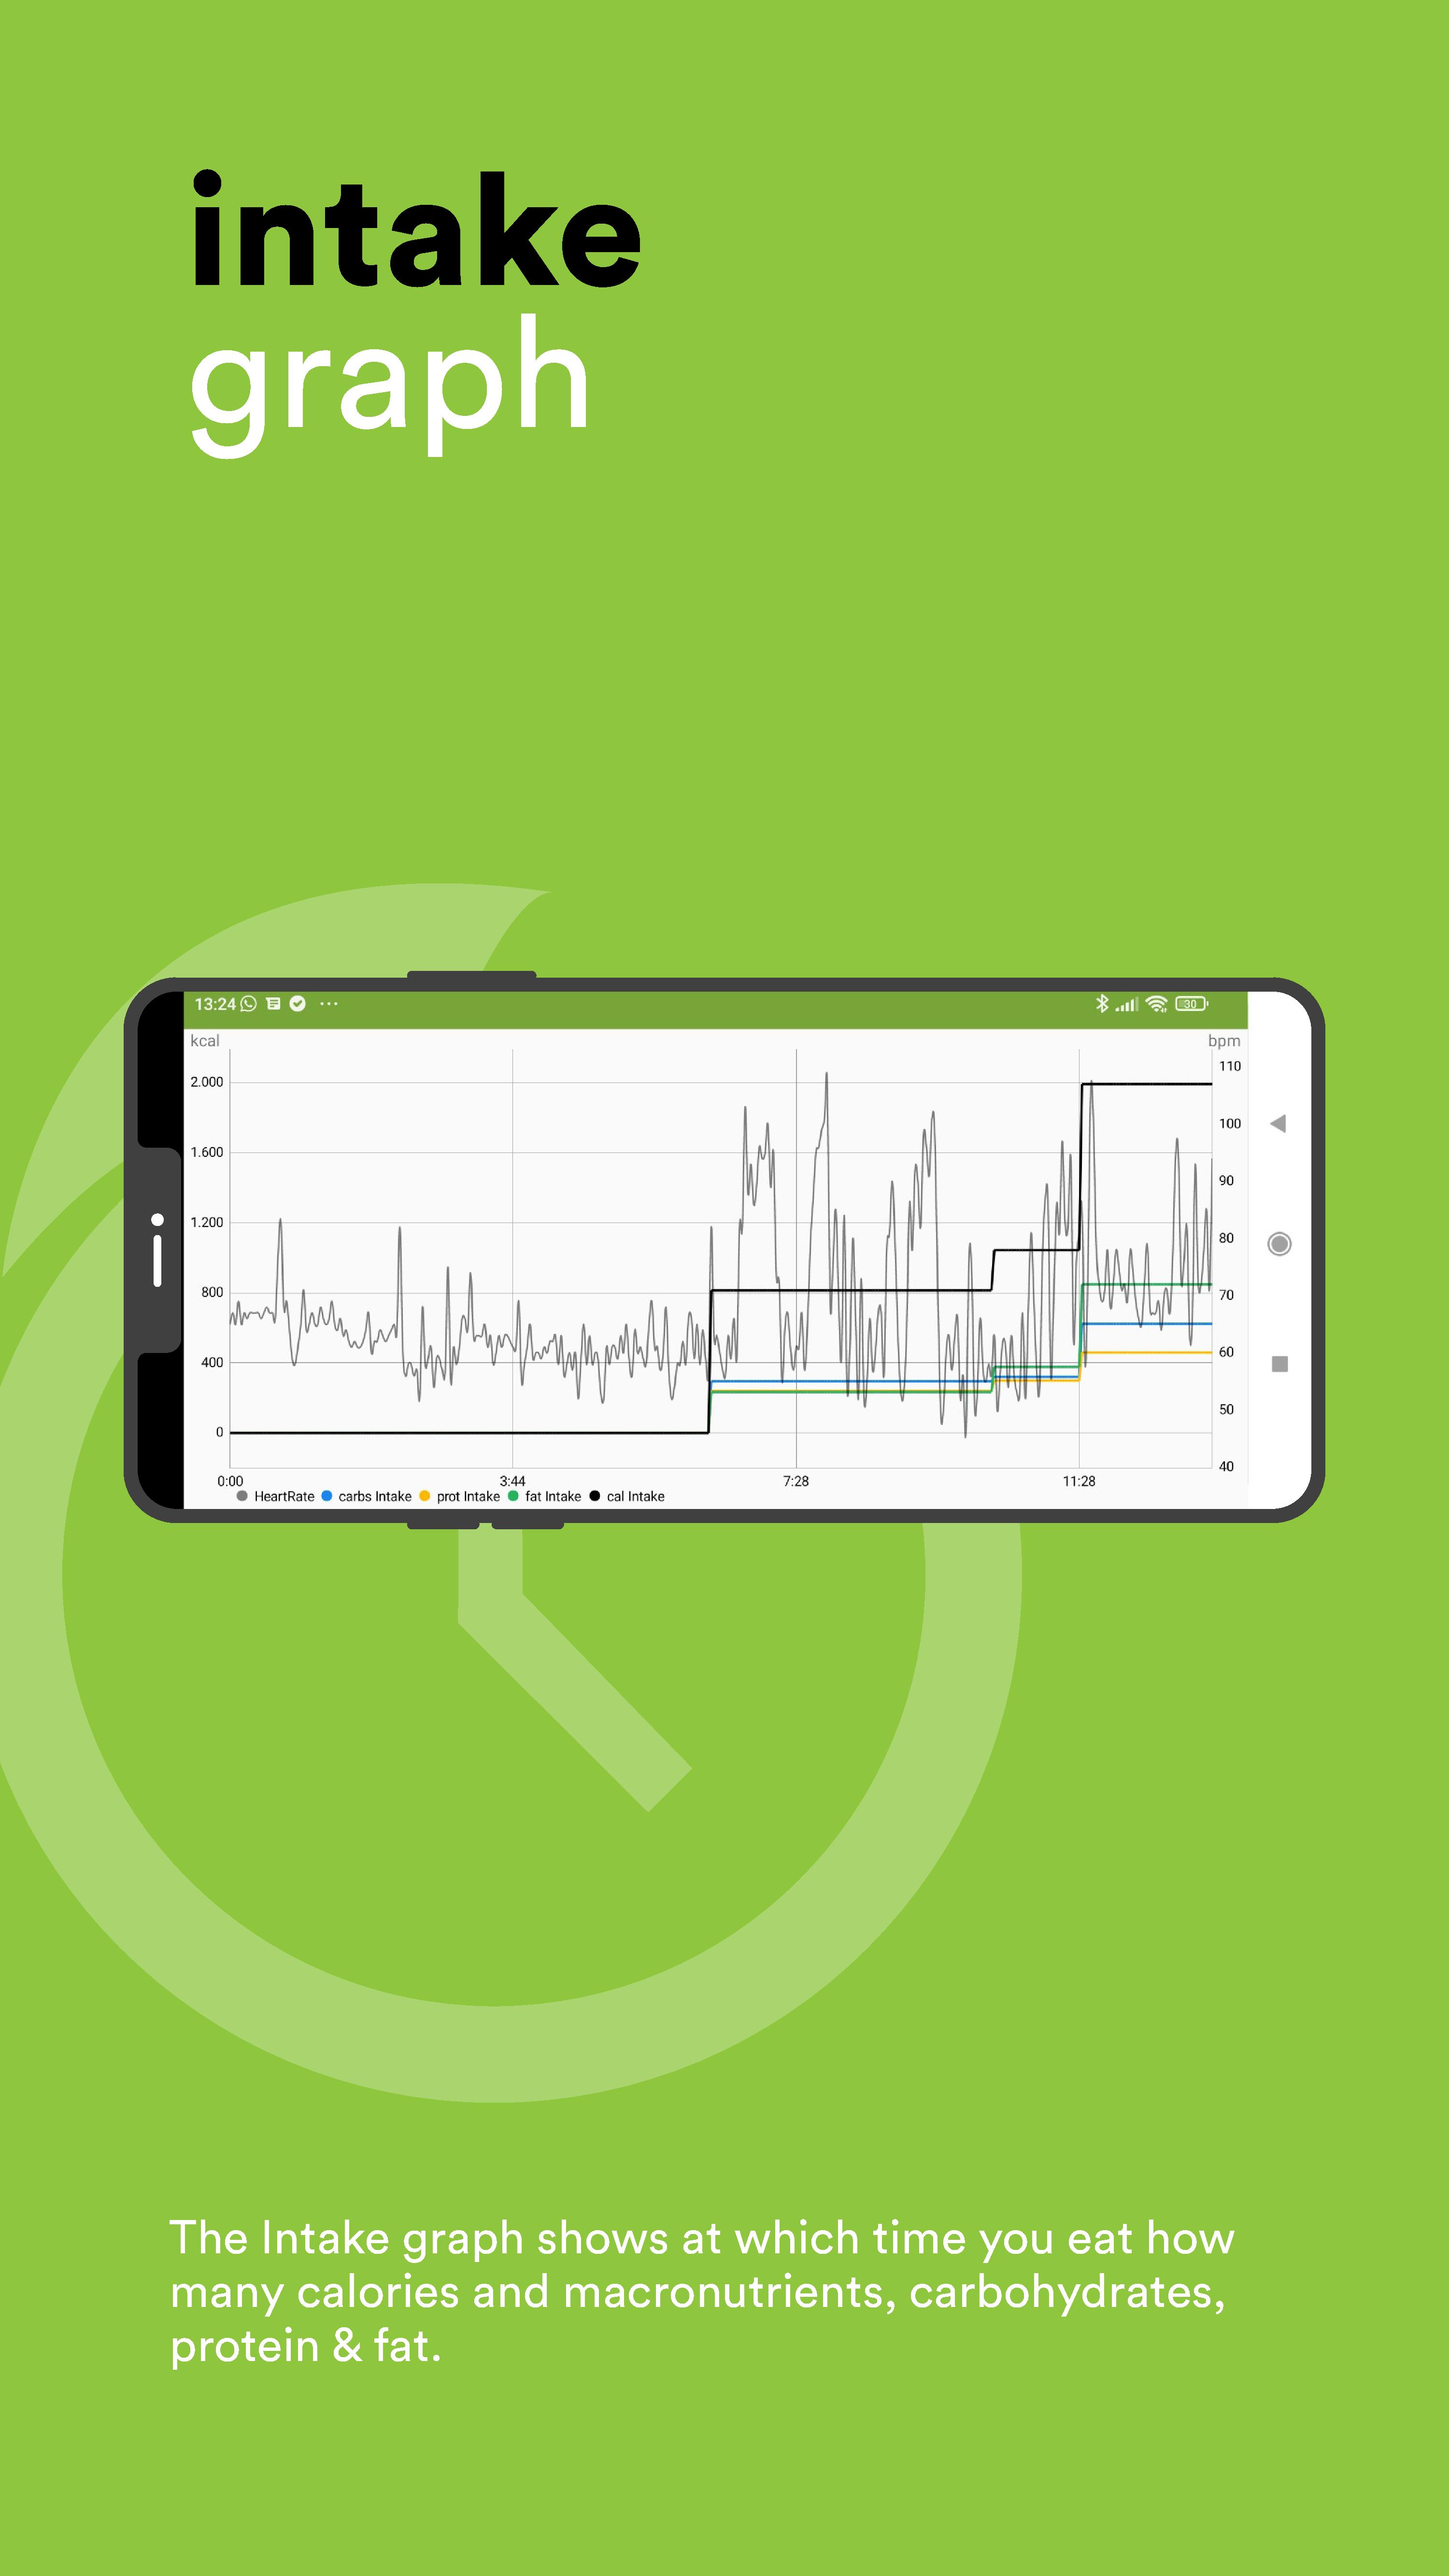 intake
graph
13:24
30
kcal
bpm
2.000
1.600
1.200
800
400
0
110
100
90
80
70
60
50
40
0:00 3:44 7:28 11:28
HeartRate carbs Intake prot Intake fat Intake cal Intake
The Intake graph shows at which time you eat how
many calories and macronutrients, carbohydrates,
protein & fat.